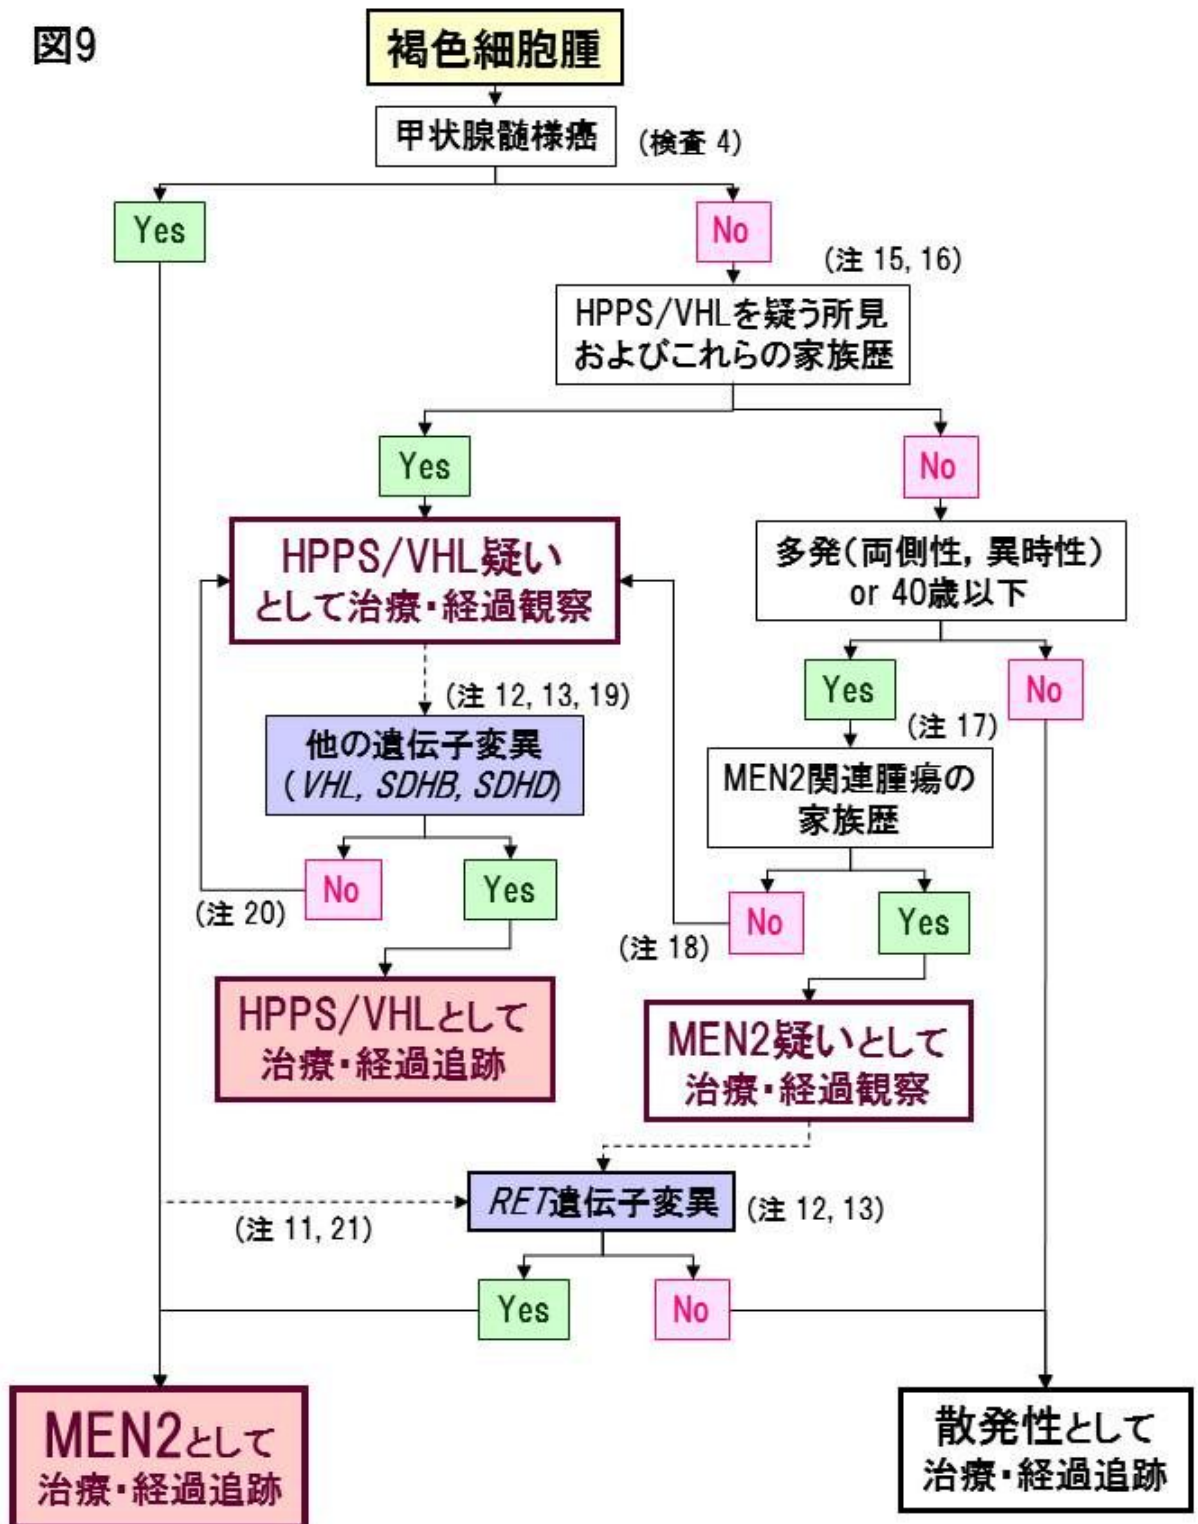 図9
褐色細胞腫
甲状腺髄様癌
(検査 4)
Yes
No
(注 15, 16)
HPPS/VHLを疑う所見
およびこれらの家族歴
Yes
No
HPPS/VHL疑い
として治療・経過観察
多発(両側性, 異時性)
or 40歳以下
Yes
No
(注 12, 13, 19)
(注 17)
他の遺伝子変異
(VHL, SDHB, SDHD)
MEN2関連腫瘍の
家族歴
No
Yes
(注 20)
No
Yes
(注 18)
HPPS/VHLとして
治療・経過追跡
MEN2疑いとして
治療・経過観察
RET遺伝子変異
(注 12, 13)
(注 11, 21)
Yes
No
MEN2として
治療・経過追跡
散発性として
治療・経過追跡